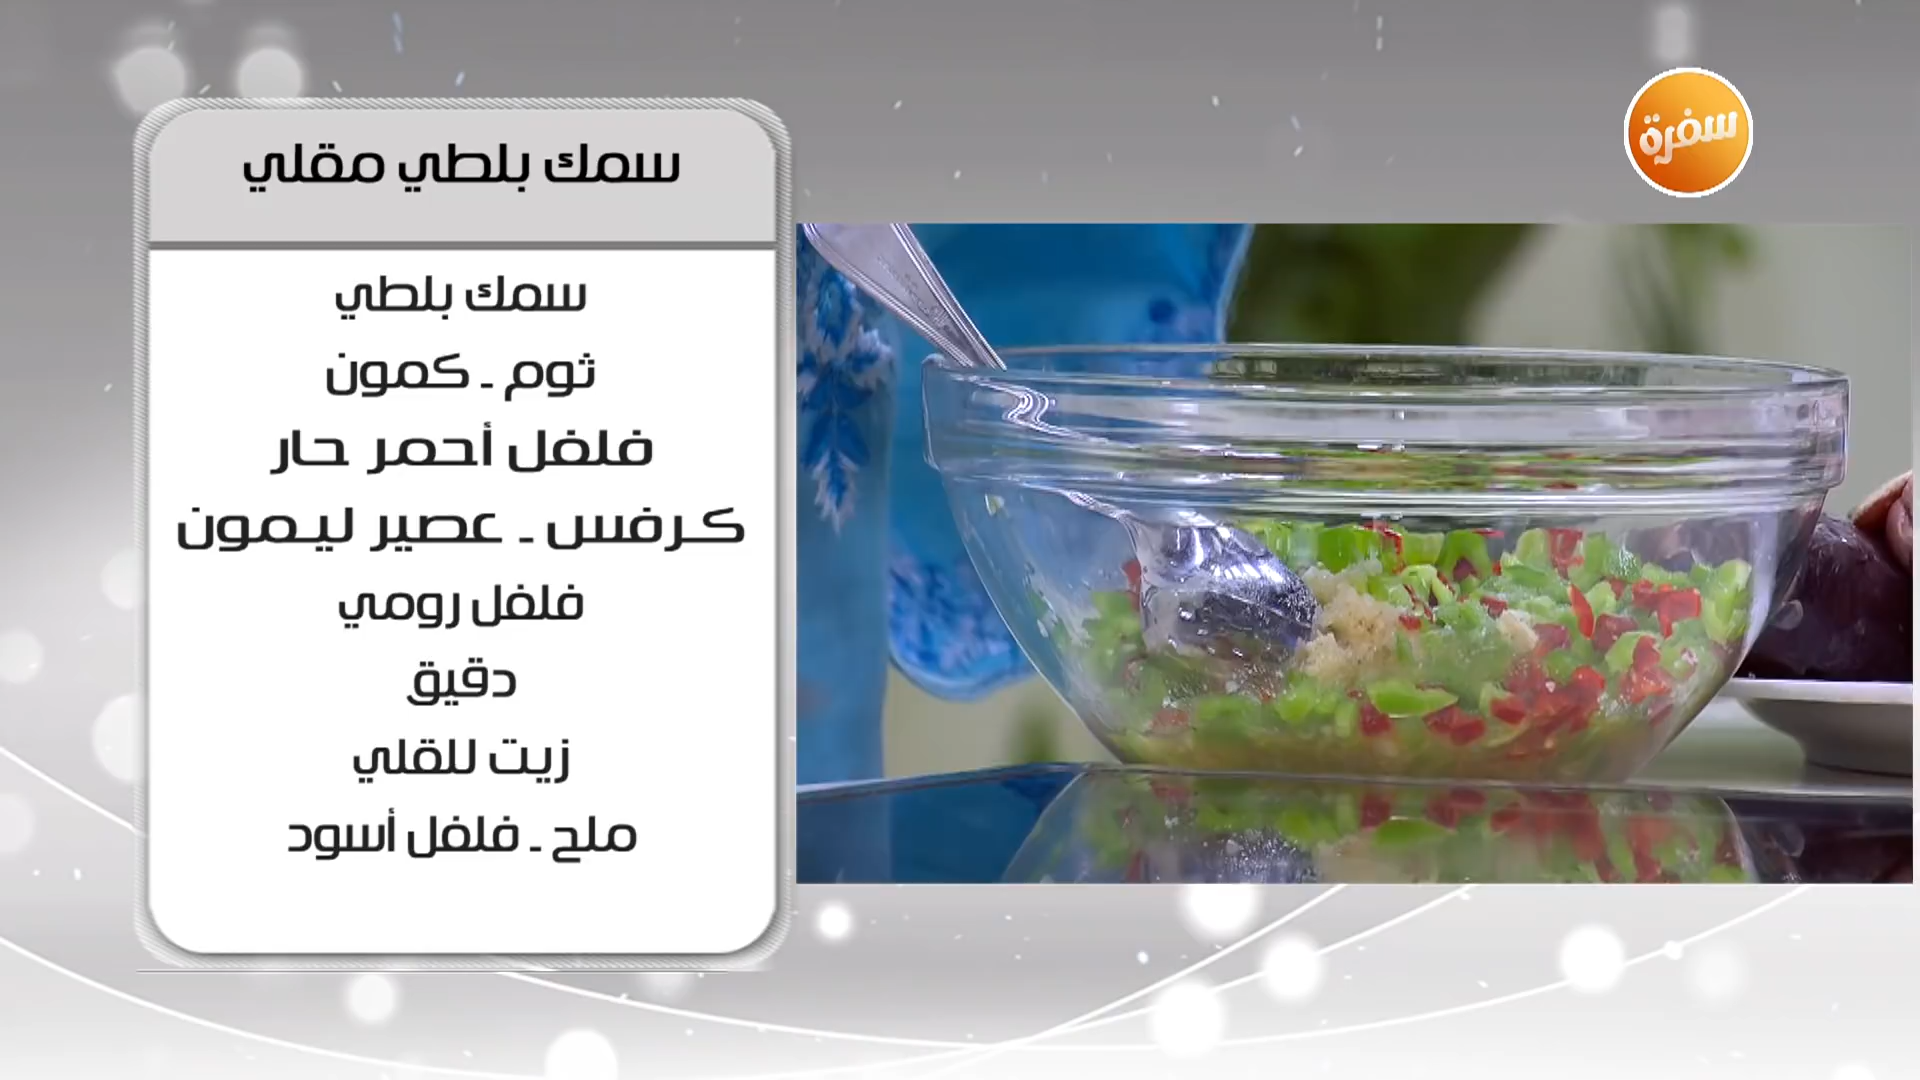 سفرة
سمك بلطي مقلي
سمك بلطي
ثوم - كمون
فلفل أحمر حار
كرفس - عصير ليمون
فلفل رومي
دقيق
زيت للقلي
ملح - فلفل أسود